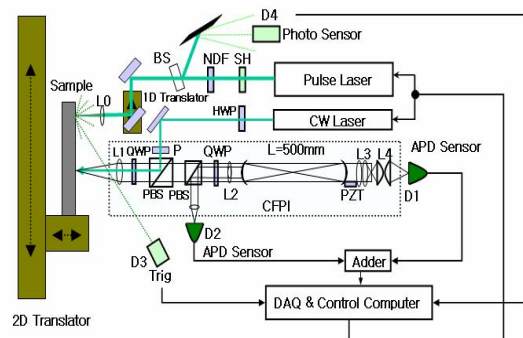 D4
Photo Sensor
BS
NDF SH
Pulse Laser
Sample
L0
1D Translator
HWP
CW Laser
L1 QWP P QWP L=500mm L3 L4 APD Sensor
PBS PBS L2 PZT D1
CFPI
D2
APD Sensor
D3
Trig
Adder
DAQ & Control Computer
2D Translator